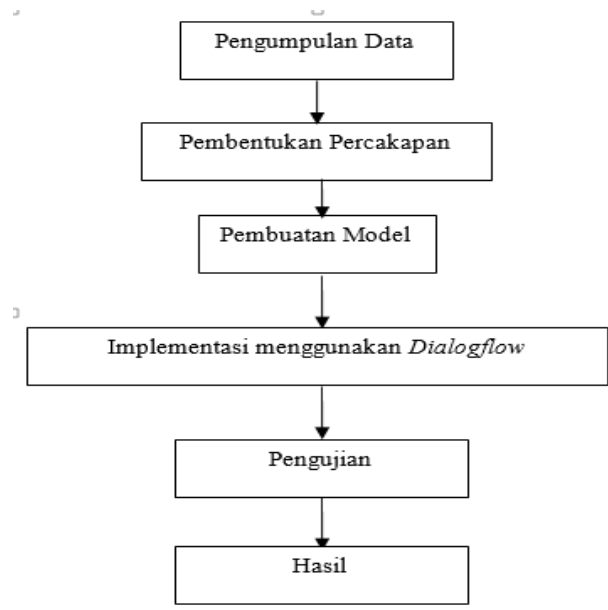 Pengumpulan Data
Pembentukan Percakapan
Pembuatan Model
Implementasi menggunakan Dialogflow
Pengujian
Hasil